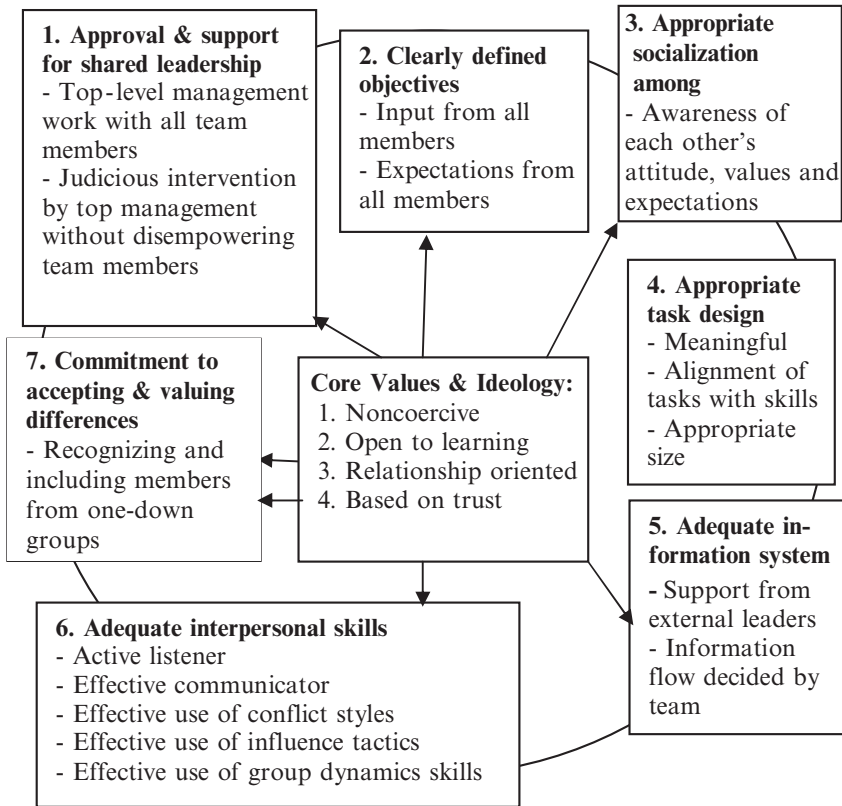 1. Approval & support
for shared leadership
- Top-level management
work with all team
members
- Judicious intervention
by top management
without disempowering
team members
2. Clearly defined
objectives
- Input from all
members
- Expectations from
all members
3. Appropriate
socialization
among
- Awareness of
each other’s
attitude, values and
expectations
4. Appropriate
task design
- Meaningful
- Alignment of
tasks with skills
- Appropriate
size
7. Commitment to
accepting & valuing
differences
- Recognizing and
including members
from one-down
groups
Core Values & Ideology:
1. Noncoercive
2. Open to learning
3. Relationship oriented
4. Based on trust
5. Adequate in-
formation system
- Support from
external leaders
- Information
flow decided by
team
6. Adequate interpersonal skills
- Active listener
- Effective communicator
- Effective use of conflict styles
- Effective use of influence tactics
- Effective use of group dynamics skills